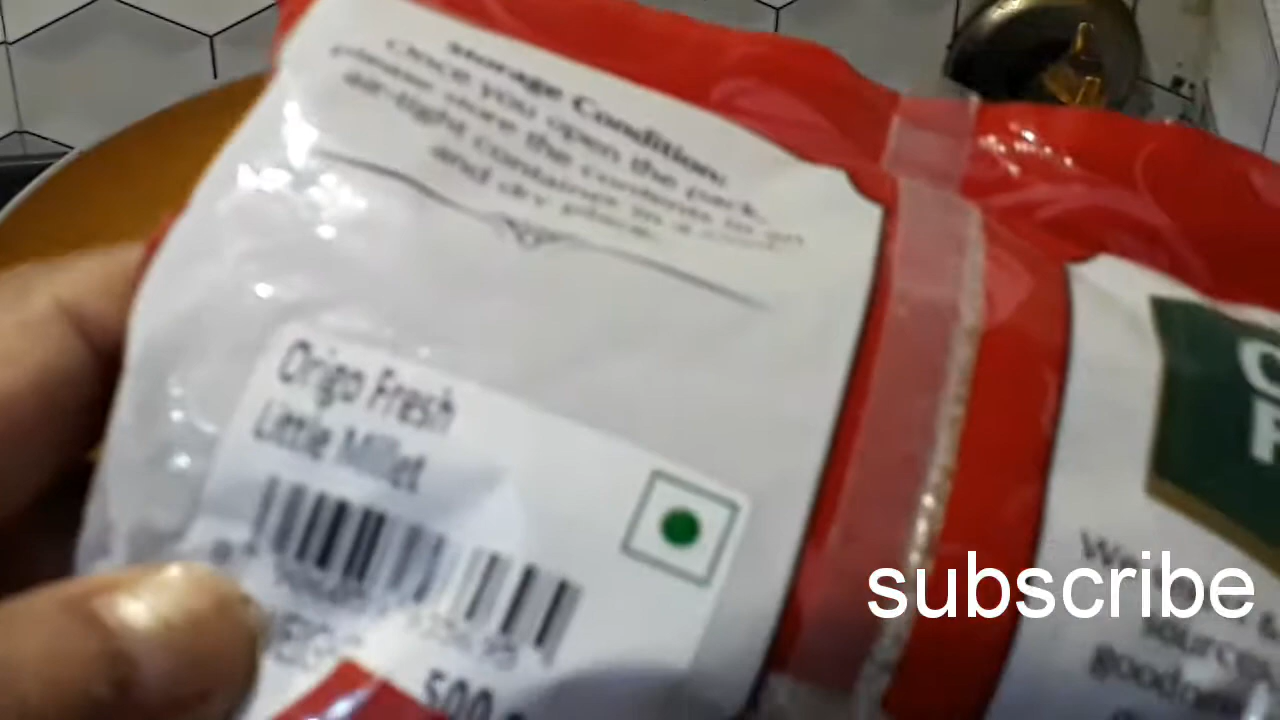 Storage Condition:
Once you open the pack,
please store the contents in an
air-tight container in a cool
and dry place.
Origo Fresh
Little Millet
500
subscribe